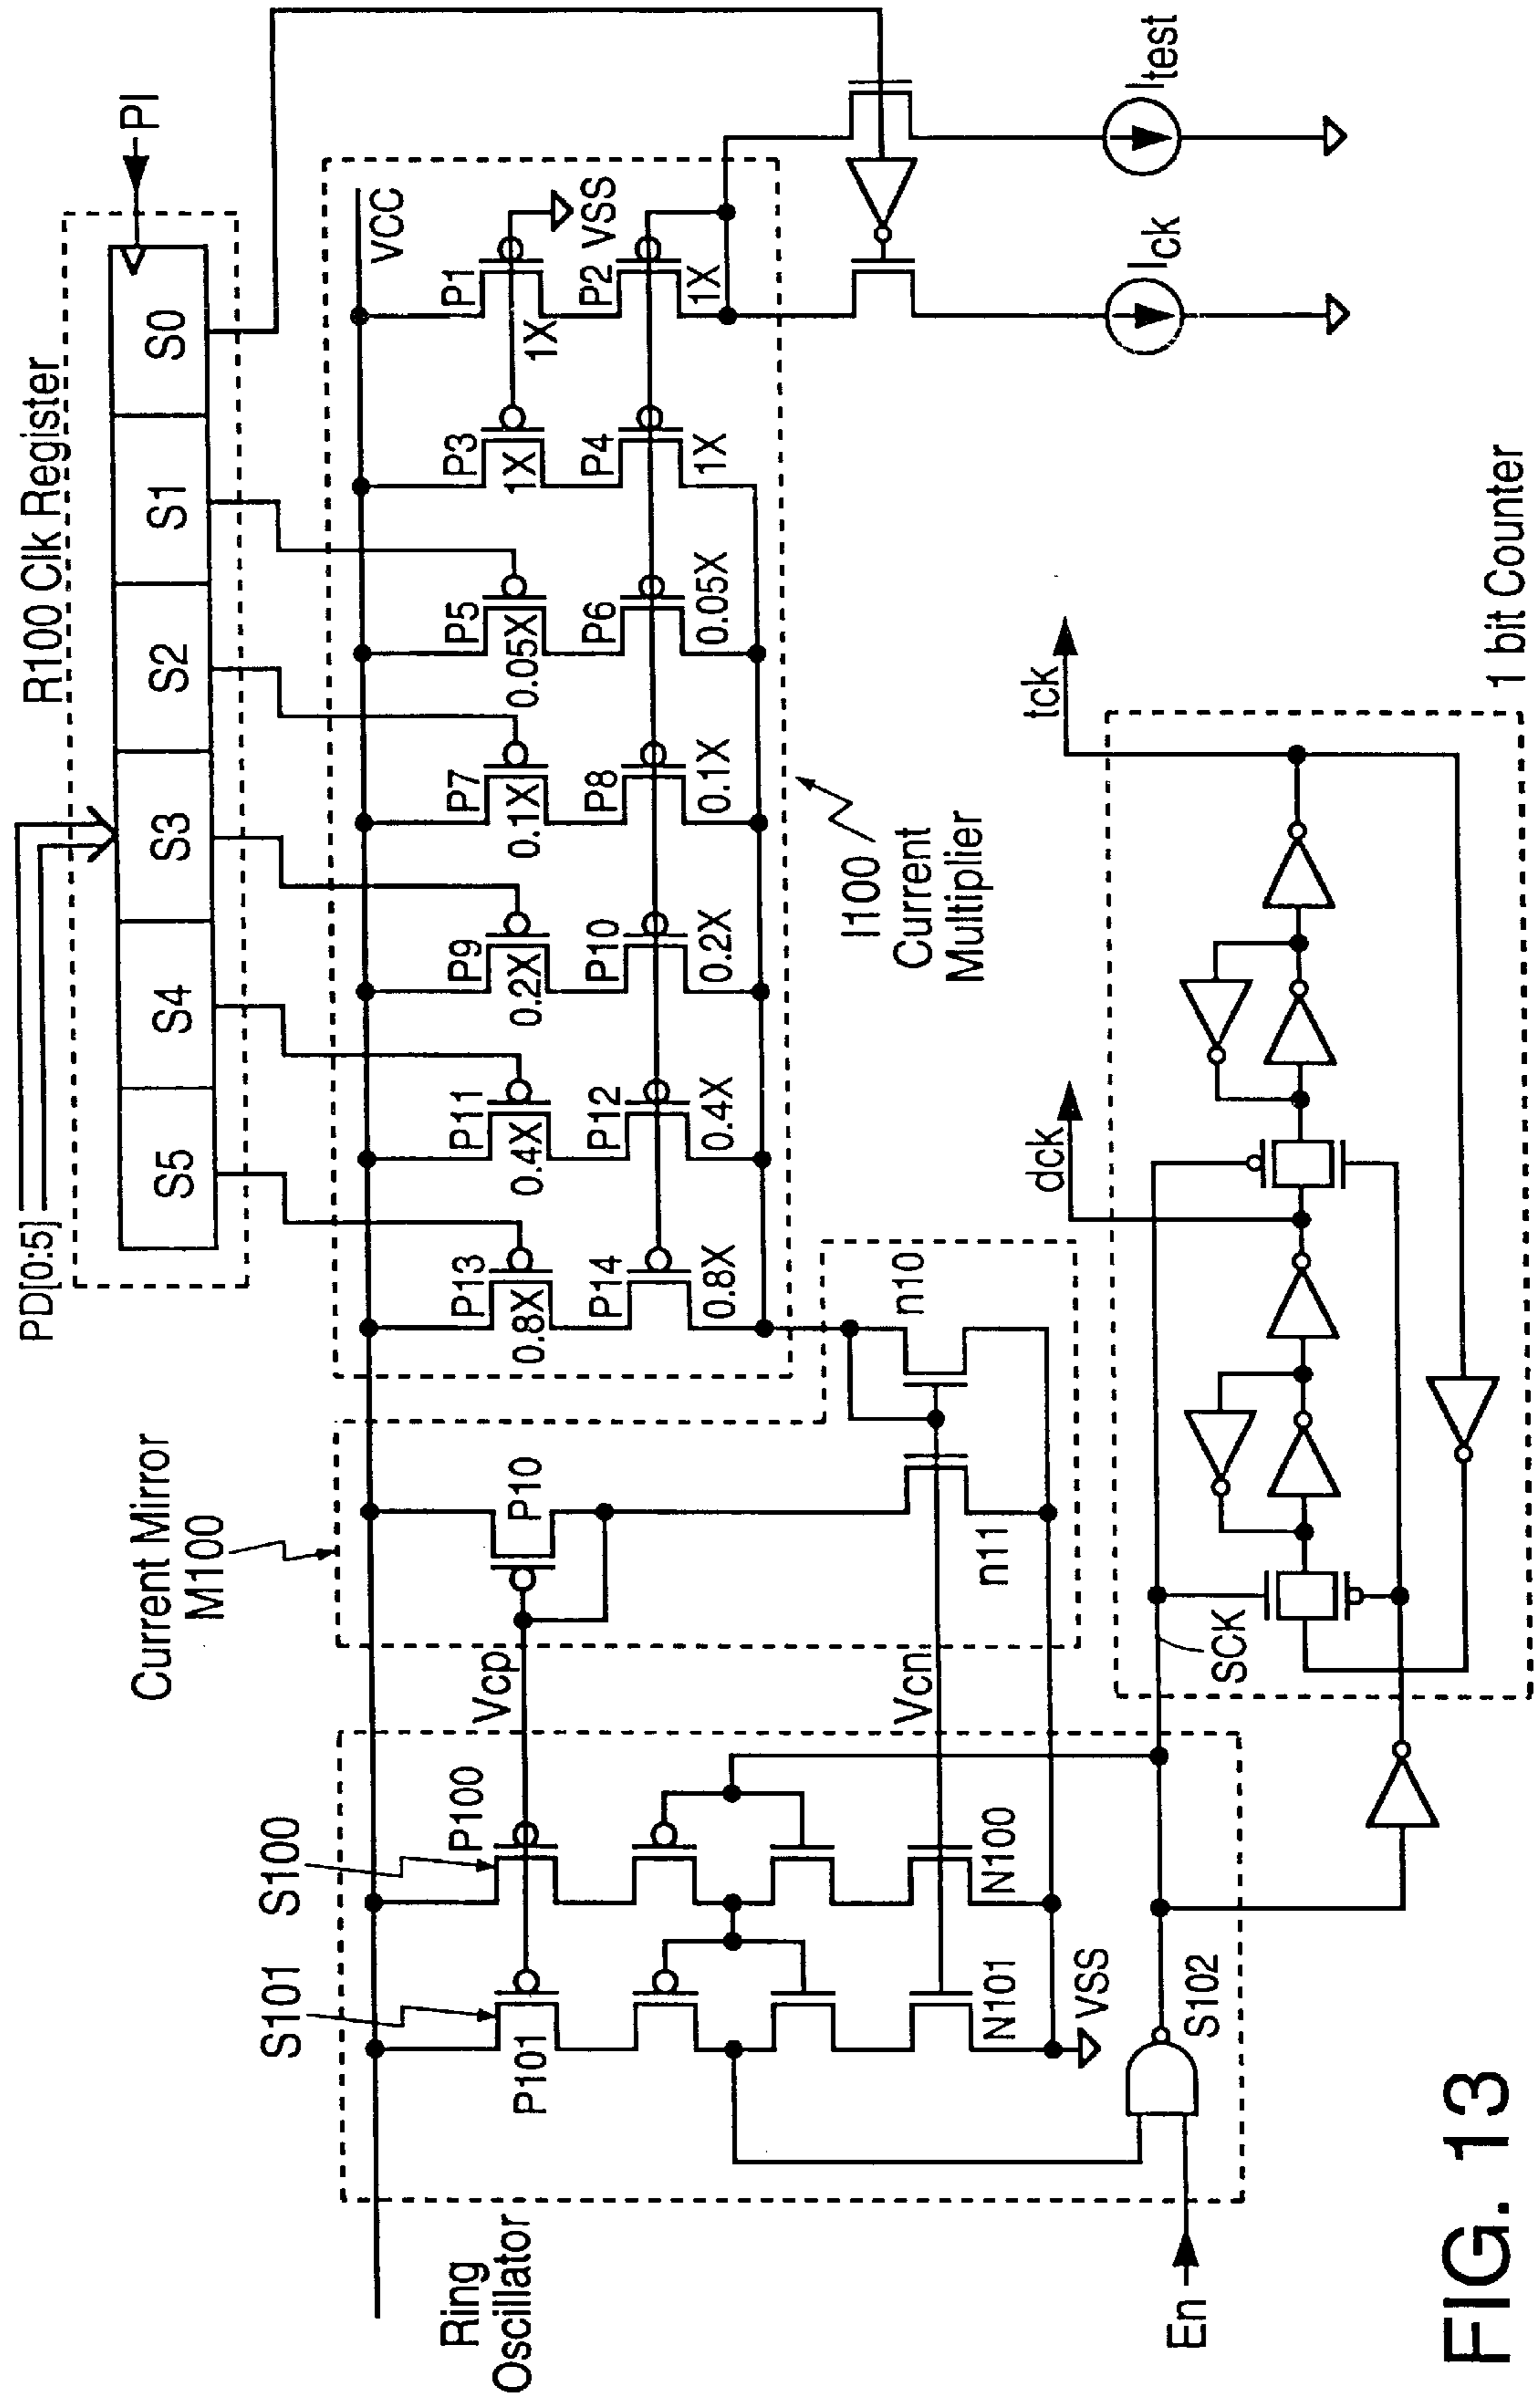 R100 Clk Register
PD[0:5]
S5
S4
S3
S2
S1
S0
PI
Current Mirror
M100
VCC
P13
0.8X
P14
0.8X
P11
0.4X
P12
0.4X
P9
0.2X
P10
0.2X
P7
0.1X
P8
0.1X
P5
0.05X
P6
0.05X
P3
1X
P4
1X
P1
1X
P2
1X
VSS
I100
Current
Multiplier
Itest
Ick
P10
n10
n11
Vcp
Vcn
Ring
Oscillator
S101
S100
P101
P100
N101
N100
VSS
S102
En
SCK
dck
tck
1 bit Counter
FIG. 13